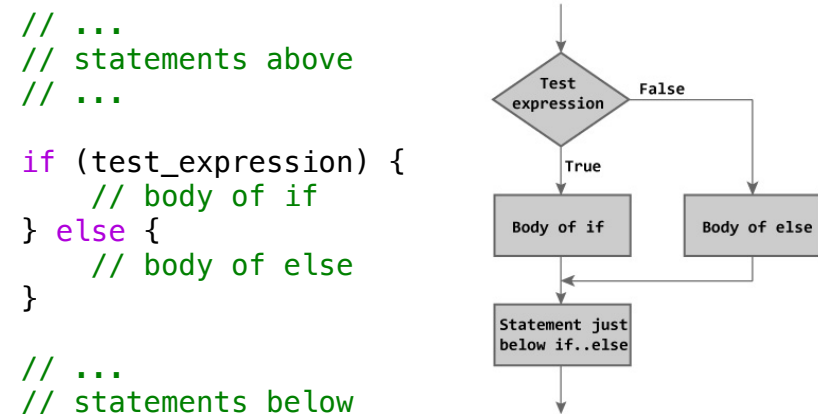 // ...
// statements above
// ...
if (test_expression) {
    // body of if
} else {
    // body of else
}
// ...
// statements below
Test
expression
False
True
Body of if
Body of else
Statement just
below if..else